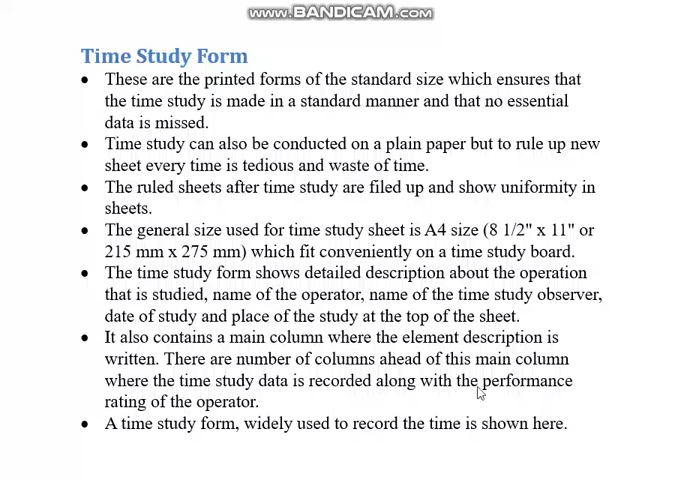 www.BANDICAM.com
Time Study Form
• These are the printed forms of the standard size which ensures that
the time study is made in a standard manner and that no essential
data is missed.
• Time study can also be conducted on a plain paper but to rule up new
sheet every time is tedious and waste of time.
• The ruled sheets after time study are filed up and show uniformity in
sheets.
• The general size used for time study sheet is A4 size (8 1/2" x 11" or
215 mm x 275 mm) which fit conveniently on a time study board.
• The time study form shows detailed description about the operation
that is studied, name of the operator, name of the time study observer,
date of study and place of the study at the top of the sheet.
• It also contains a main column where the element description is
written. There are number of columns ahead of this main column
where the time study data is recorded along with the performance
rating of the operator.
• A time study form, widely used to record the time is shown here.